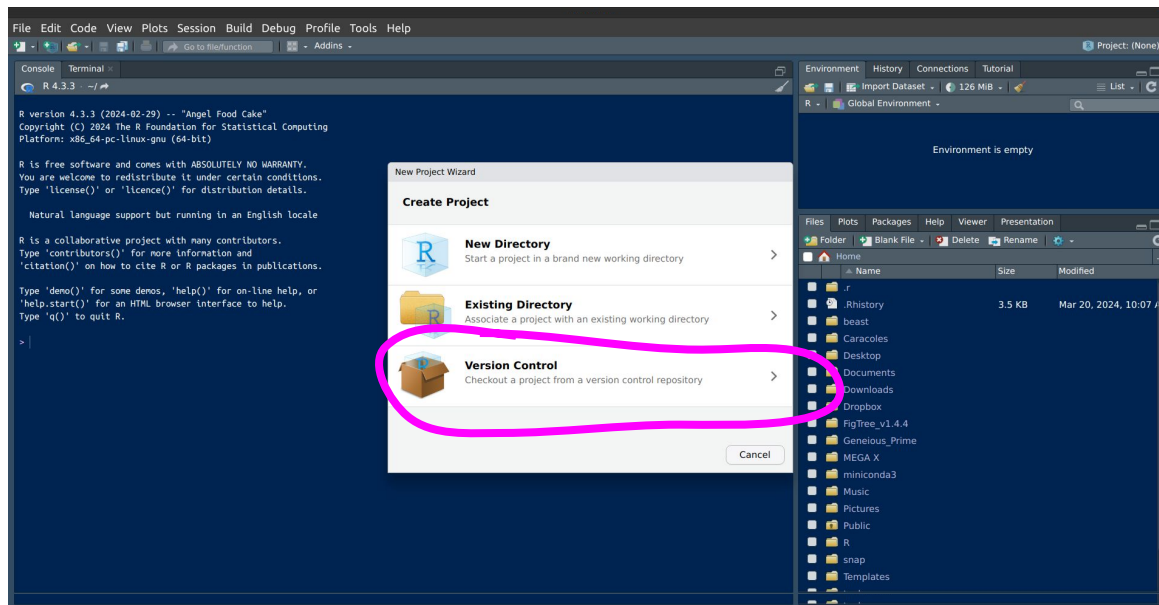 File Edit Code View Plots Session Build Debug Profile Tools Help
Go to file/function Addins Project: (None)
Console Terminal
R 4.3.3 · ~/
R version 4.3.3 (2024-02-29) -- "Angel Food Cake"
Copyright (C) 2024 The R Foundation for Statistical Computing
Platform: x86_64-pc-linux-gnu (64-bit)
R is free software and comes with ABSOLUTELY NO WARRANTY.
You are welcome to redistribute it under certain conditions.
Type 'license()' or 'licence()' for distribution details.
Natural language support but running in an English locale
R is a collaborative project with many contributors.
Type 'contributors()' for more information and
'citation()' on how to cite R or R packages in publications.
Type 'demo()' for some demos, 'help()' for on-line help, or
'help.start()' for an HTML browser interface to help.
Type 'q()' to quit R.
>
New Project Wizard
Create Project
R
New Directory
Start a project in a brand new working directory
R
Existing Directory
Associate a project with an existing working directory
Version Control
Checkout a project from a version control repository
Cancel
Environment History Connections Tutorial
Import Dataset 126 MiB List
R Global Environment
Environment is empty
Files Plots Packages Help Viewer Presentation
Folder Blank File Delete Rename
Home
Name Size Modified
.r
.Rhistory 3.5 KB Mar 20, 2024, 10:07
beast
Caracoles
Desktop
Documents
Downloads
Dropbox
FigTree_v1.4.4
Geneious_Prime
MEGA X
miniconda3
Music
Pictures
Public
R
snap
Templates